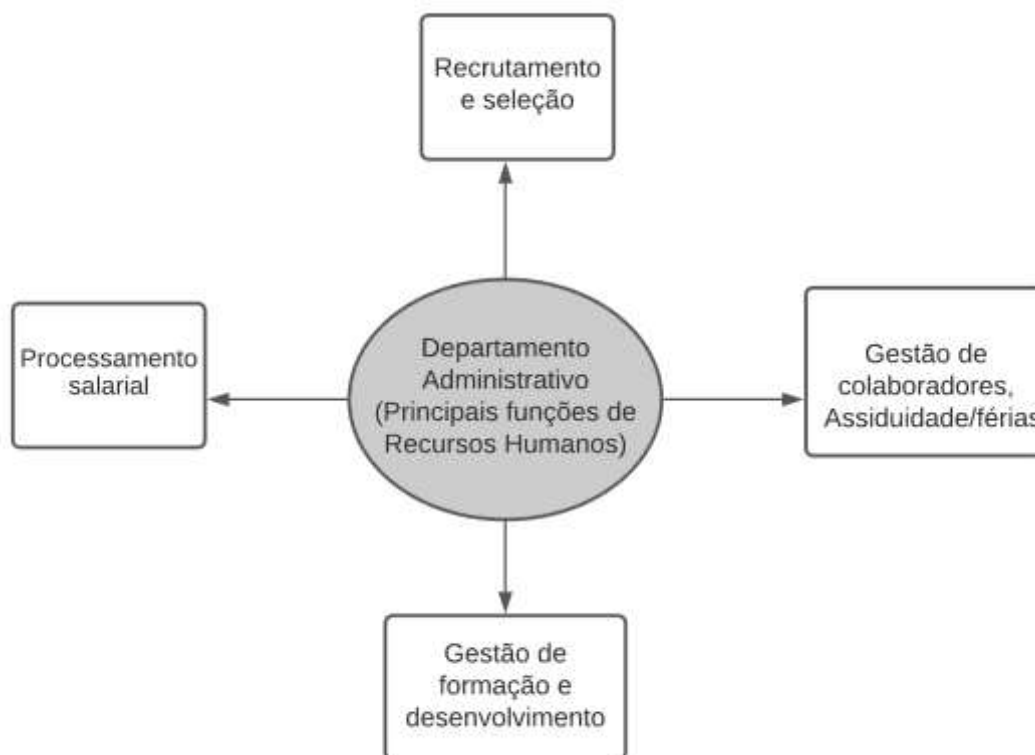 Recrutamento
e seleção
Processamento
salarial
Departamento
Administrativo
(Principais funções de
Recursos Humanos)
Gestão de
colaboradores,
Assiduidade/férias
Gestão de
formação e
desenvolvimento